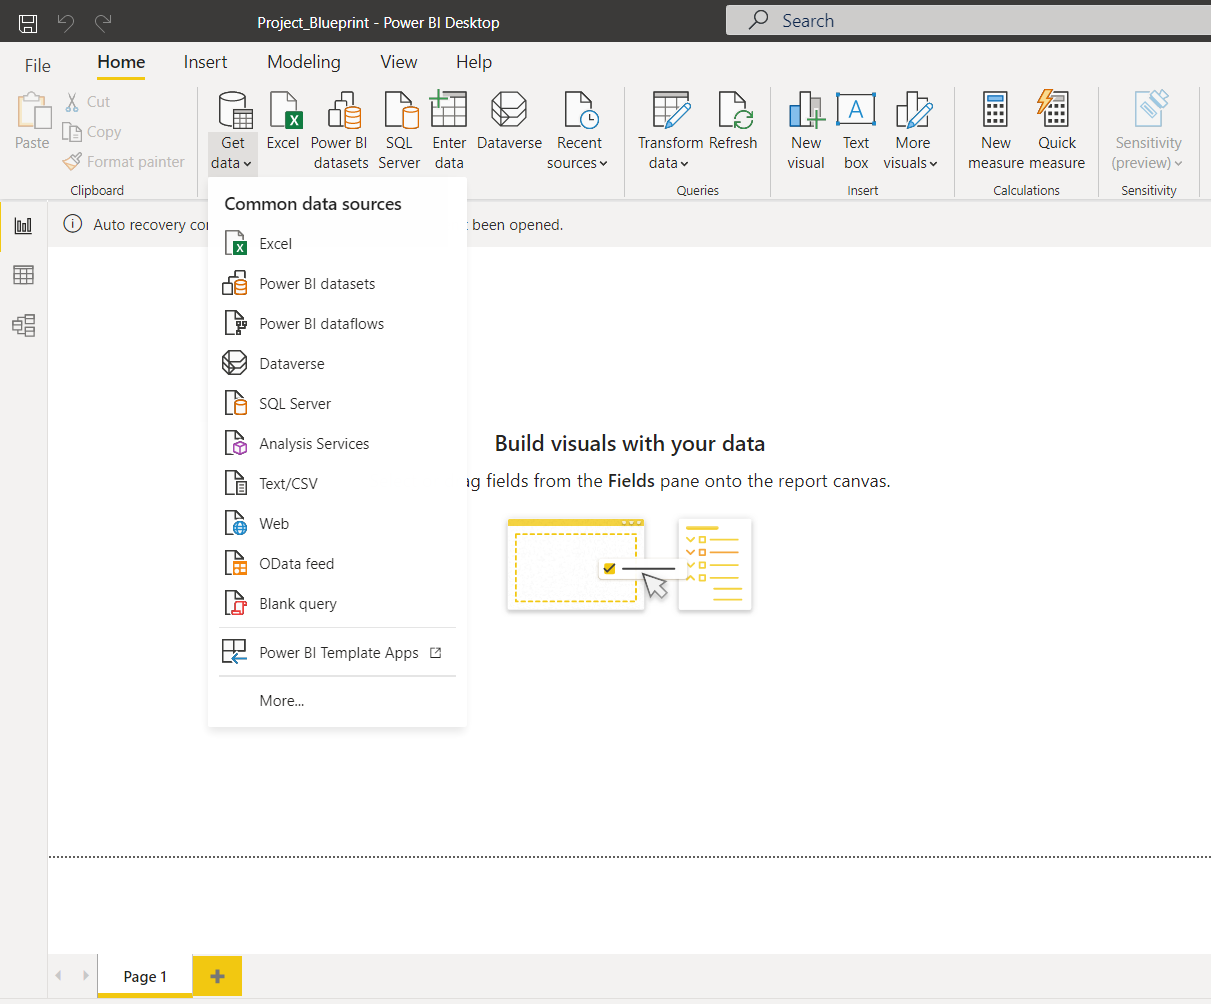 Project_Blueprint - Power BI Desktop
Search
File
Home
Insert
Modeling
View
Help
Paste
Cut
Copy
Format painter
Clipboard
Get
data
Excel
Power BI
datasets
SQL
Server
Enter
data
Dataverse
Recent
sources
Transform
data
Refresh
Queries
New
visual
Text
box
More
visuals
Insert
New
measure
Quick
measure
Calculations
Sensitivity
(preview)
Sensitivity
Auto recovery
been opened.
Common data sources
Excel
Power BI datasets
Power BI dataflows
Dataverse
SQL Server
Analysis Services
Text/CSV
Web
OData feed
Blank query
Power BI Template Apps
More...
Build visuals with your data
fields from the Fields pane onto the report canvas.
Page 1